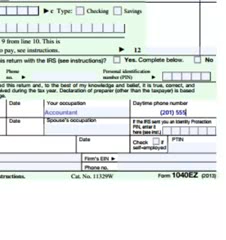 ▶ c Type: Checking Savings
9 from line 10. This is
o pay, see instructions. ▶ 12
his return with the IRS (see instructions)? Yes. Complete below. No
Phone no. ▶
Personal identification number (PIN) ▶
d this return and, to the best of my knowledge and belief, it is true, correct, and
ved during the tax year. Declaration of preparer (other than the taxpayer) is based
ge.
Date Your occupation Daytime phone number
Accountant (201) 555
Date Spouse's occupation If the IRS sent you an Identity Protection
PIN, enter it
here (see inst.)
Date Check if self-employed PTIN
Firm's EIN ▶
Phone no.
structions. Cat. No. 11329W Form 1040EZ (2013)